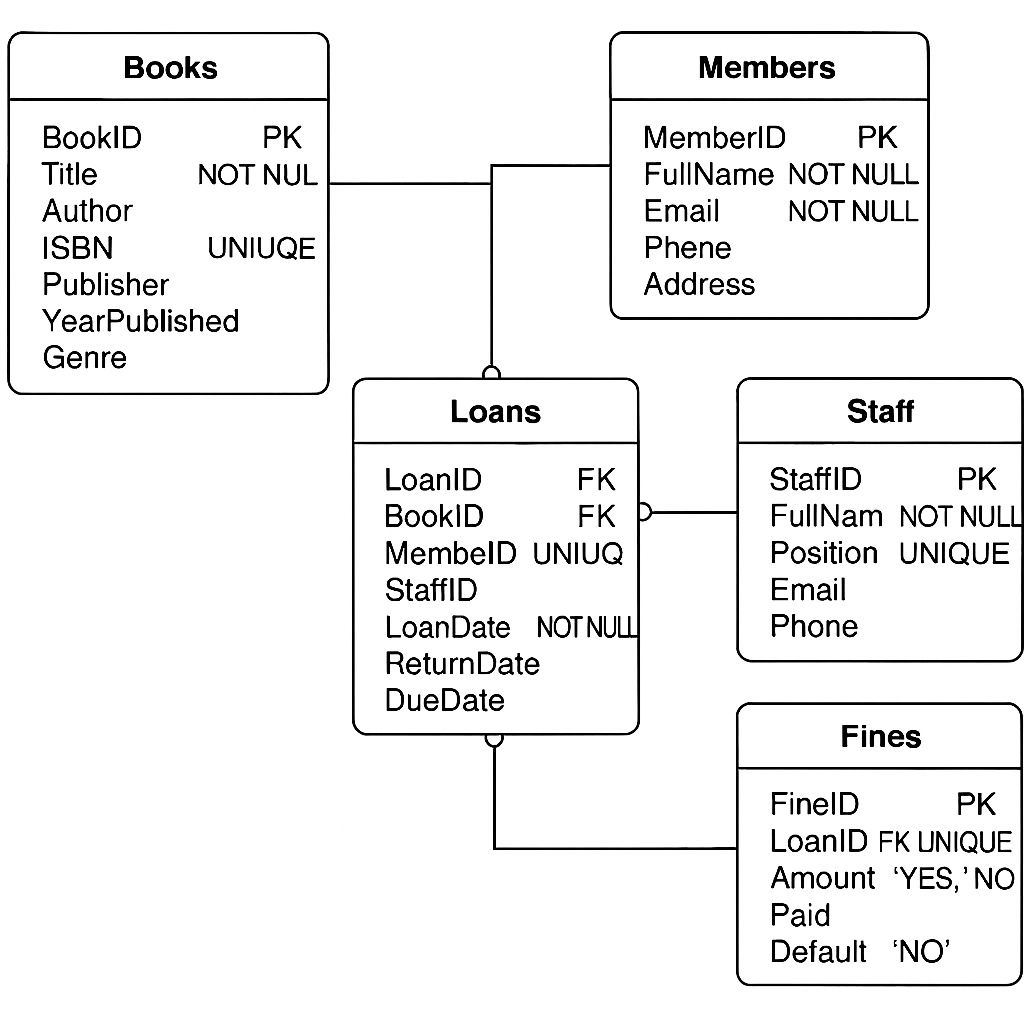 Books
BookID PK
Title NOT NUL
Author
ISBN UNIUQE
Publisher
YearPublished
Genre
Members
MemberID PK
FullName NOT NULL
Email NOT NULL
Phene
Address
Loans
LoanID FK
BookID FK
MembeID UNIUQ
StaffID
LoanDate NOT NULL
ReturnDate
DueDate
Staff
StaffID PK
FullNam NOT NULL
Position UNIQUE
Email
Phone
Fines
FineID PK
LoanID FK UNIQUE
Amount ‘YES,’ NO
Paid
Default ‘NO’